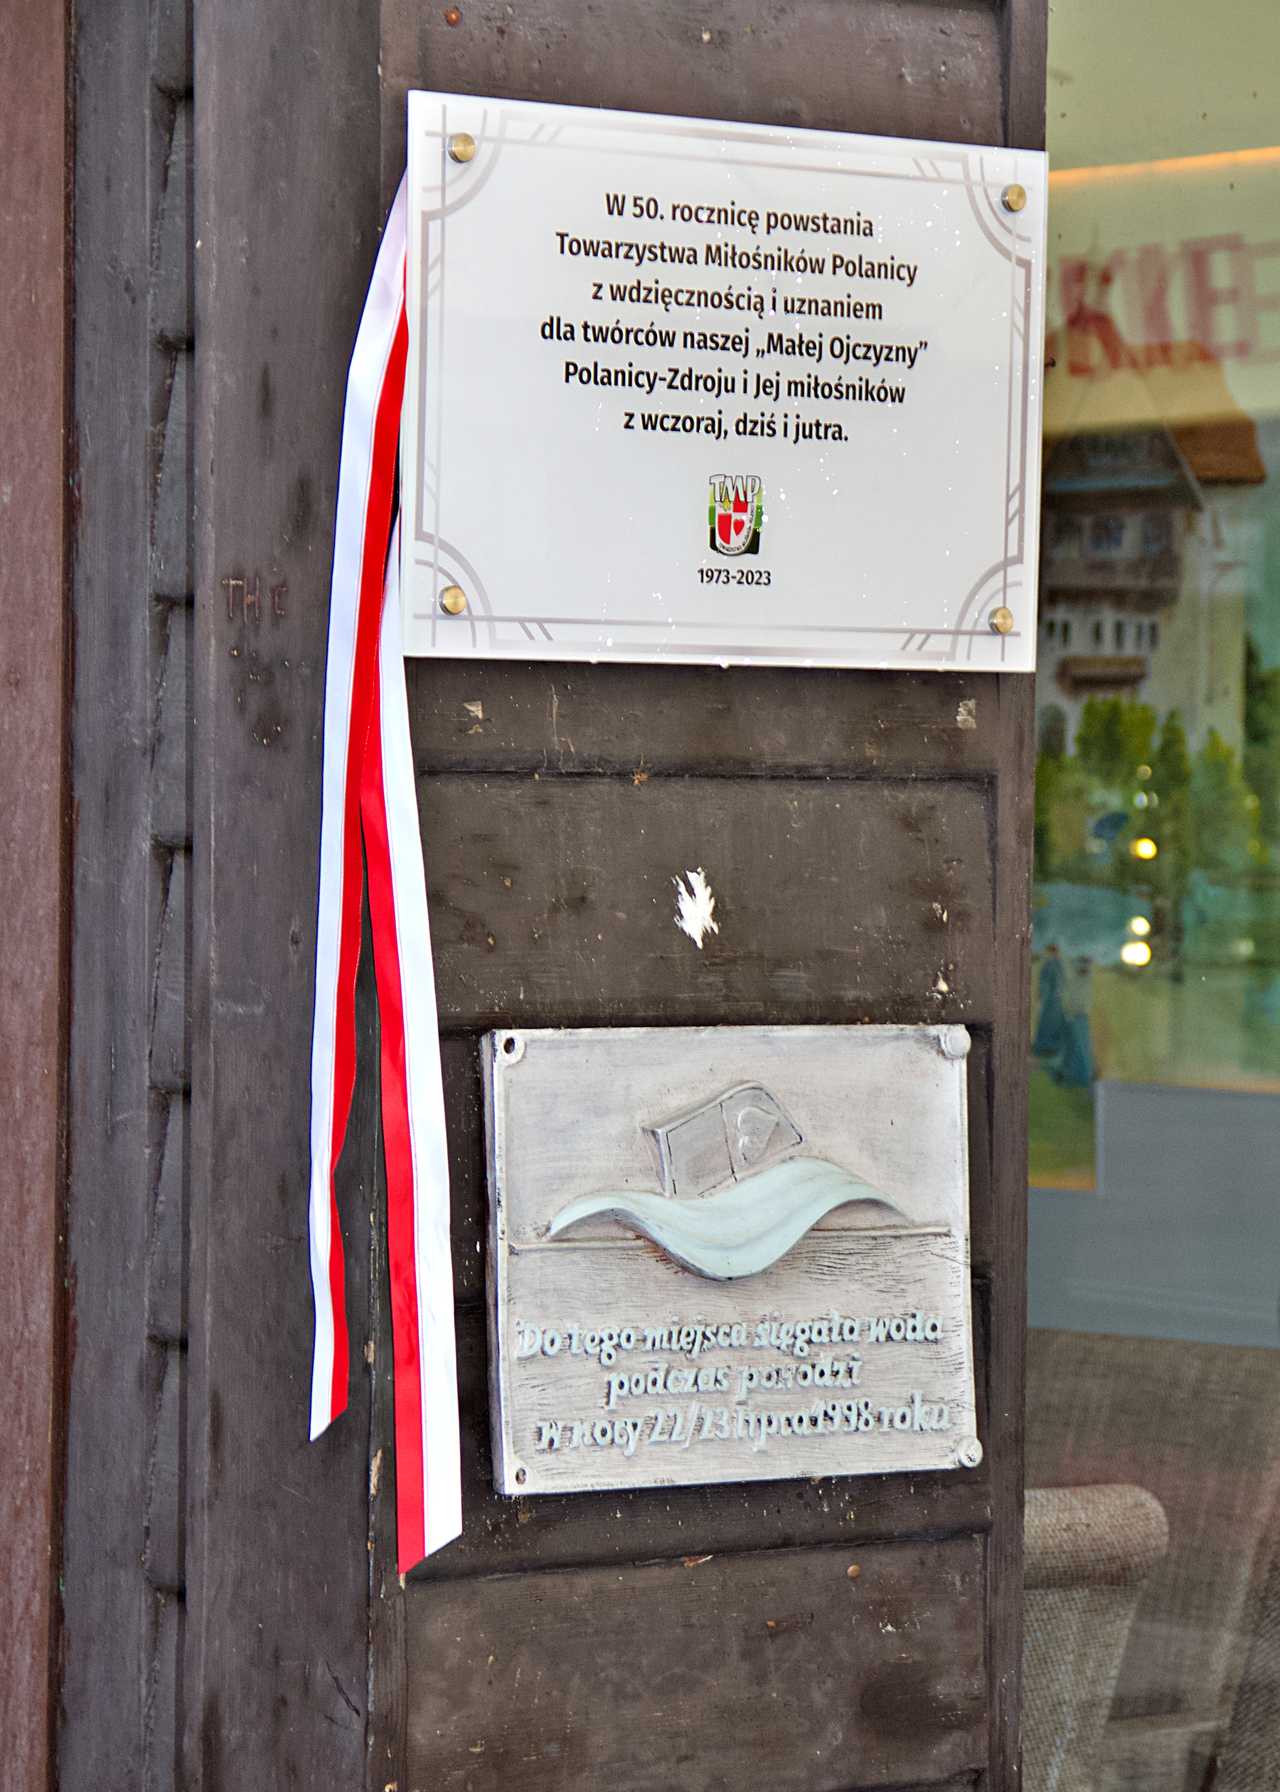 W 50. rocznicę powstania
Towarzystwa Miłośników Polanicy
z wdzięcznością i uznaniem
dla twórców naszej „Małej Ojczyzny”
Polanicy-Zdroju i Jej miłośników
z wczoraj, dziś i jutra.
TMP
1973-2023
Do tego miejsca sięgała woda
podczas powodzi
w nocy 22/23 lipca 1998 roku